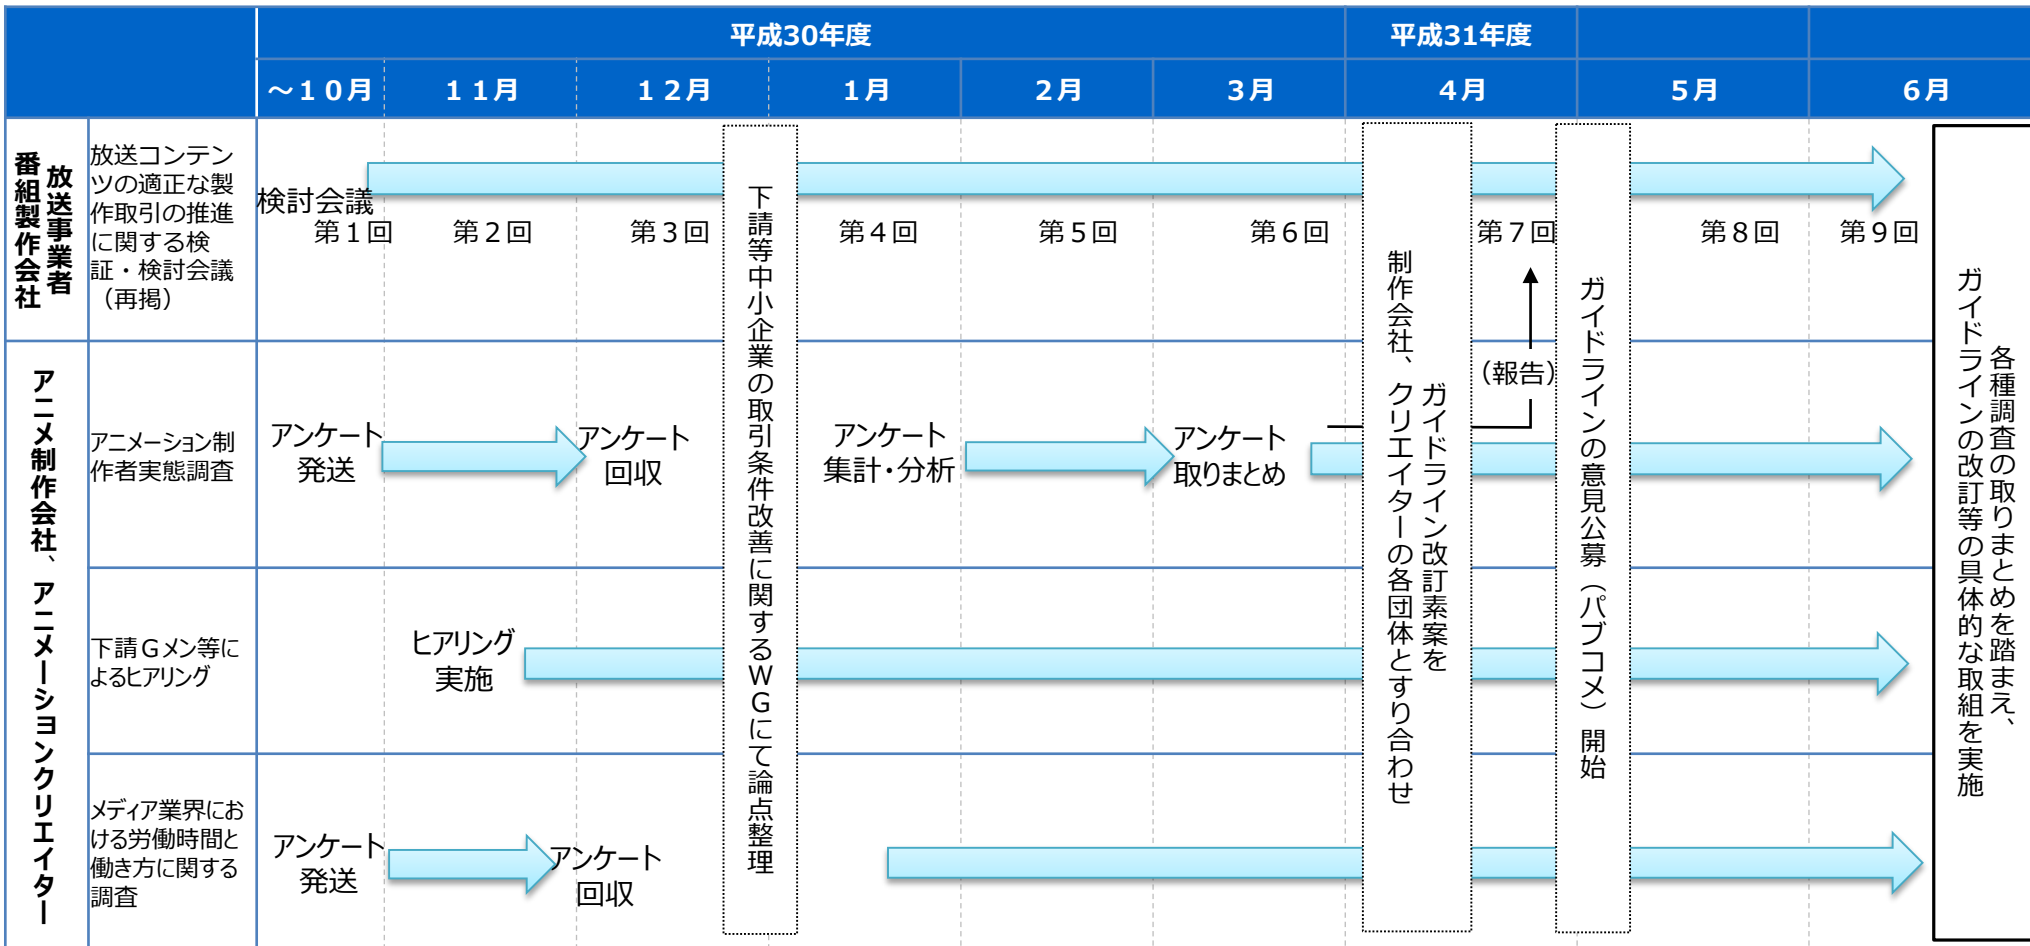 平成30年度
平成31年度
～10月
11月
12月
1月
2月
3月
4月
5月
6月
放送事業者
番組製作会社
放送コンテン
ツの適正な製
作取引の推進
に関する検
証・検討会議
（再掲）
検討会議
第１回
第２回
第３回
第４回
第５回
第６回
第７回
第８回
第９回
アニメ制作会社、アニメーションクリエイター
アニメーション制
作者実態調査
アンケート
発送
アンケート
回収
アンケート
集計・分析
アンケート
取りまとめ
（報告）
下請Ｇメン等に
よるヒアリング
ヒアリング
実施
メディア業界にお
ける労働時間と
働き方に関する
調査
アンケート
発送
アンケート
回収
下請等中小企業の取引条件改善に関するＷＧにて論点整理
ガイドライン改訂素案を
制作会社、クリエイターの各団体とすり合わせ
ガイドラインの意見公募（パブコメ）開始
各種調査の取りまとめを踏まえ、
ガイドラインの改訂等の具体的な取組を実施